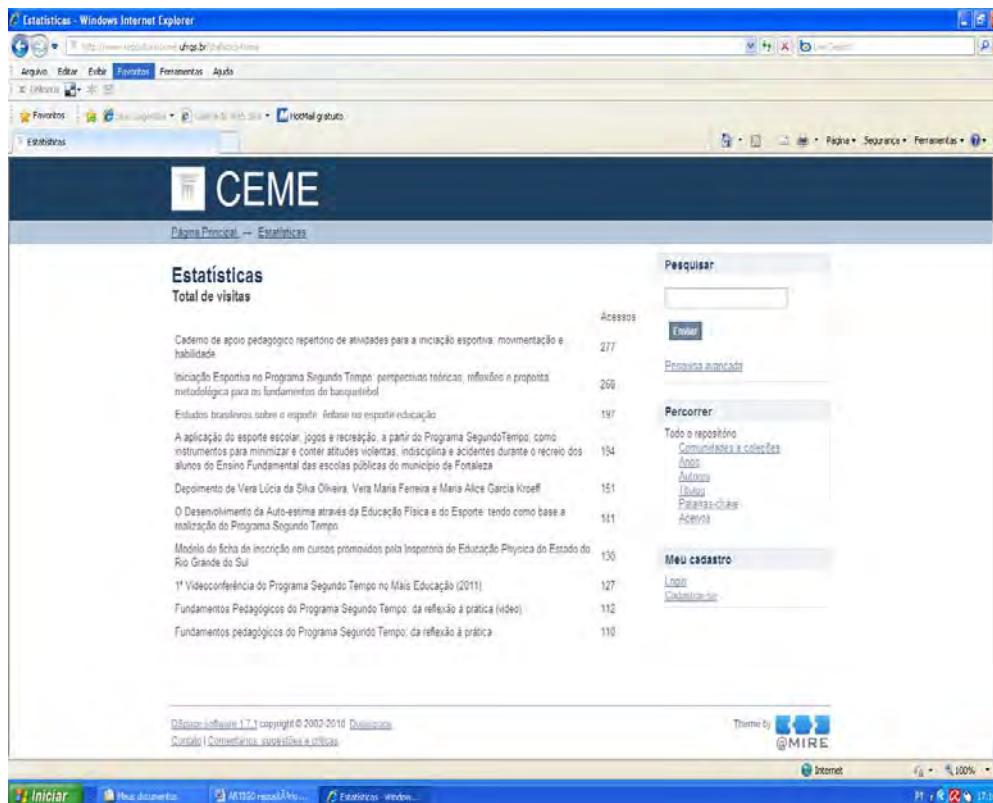 Estatísticas - Windows Internet Explorer
ufrgs.br
Arquivo Editar Exibir Favoritos Ferramentas Ajuda
Favoritos HotMail gratuito
Estatísticas
Página Segurança Ferramentas
CEME
Página Principal → Estatísticas
Estatísticas
Total de visitas
Acessos
Caderno de apoio pedagógico repertório de atividades para a iniciação esportiva: movimentação e
habilidade 277
Iniciação Esportiva no Programa Segundo Tempo: perspectivas teóricas, reflexões e proposta
metodológica para os fundamentos do basquetebol
Estudos brasileiros sobre o esporte: ênfase no esporte-educação 197
A aplicação do esporte escolar, jogos e recreação, a partir do Programa SegundoTempo, como
instrumentos para minimizar e conter atitudes violentas, indisciplina e acidentes durante o recreio dos 194
alunos do Ensino Fundamental das escolas públicas do município de Fortaleza
Depoimento de Vera Lúcia da Silva Oliveira, Vera Maria Ferreira e Maria Alice Garcia Kroeff 151
O Desenvolvimento da Auto-estima através da Educação Física e do Esporte: tendo como base a
realização do Programa Segundo Tempo 141
Modelo de ficha de inscrição em cursos promovidos pela Inspetoria de Educação Physica do Estado do
Rio Grande do Sul
1ª Videoconferência do Programa Segundo Tempo no Mais Educação (2011) 127
Fundamentos Pedagógicos do Programa Segundo Tempo: da reflexão à prática (vídeo) 112
Fundamentos pedagógicos do Programa Segundo Tempo: da reflexão à prática 110
Pesquisar
Enviar
Pesquisa avançada
Percorrer
Todo o repositório
Comunidades e coleções
Anos
Autores
Títulos
Palavras-chave
Acervos
Meu cadastro
Login
Cadastrar-se
DSpace software 1.7.1 copyright © 2002-2010 Duraspace
Contato | Comentários, sugestões e críticas
Theme by
@MIRE
Internet 100%
Iniciar Meus documentos Estatísticas - Window... PT